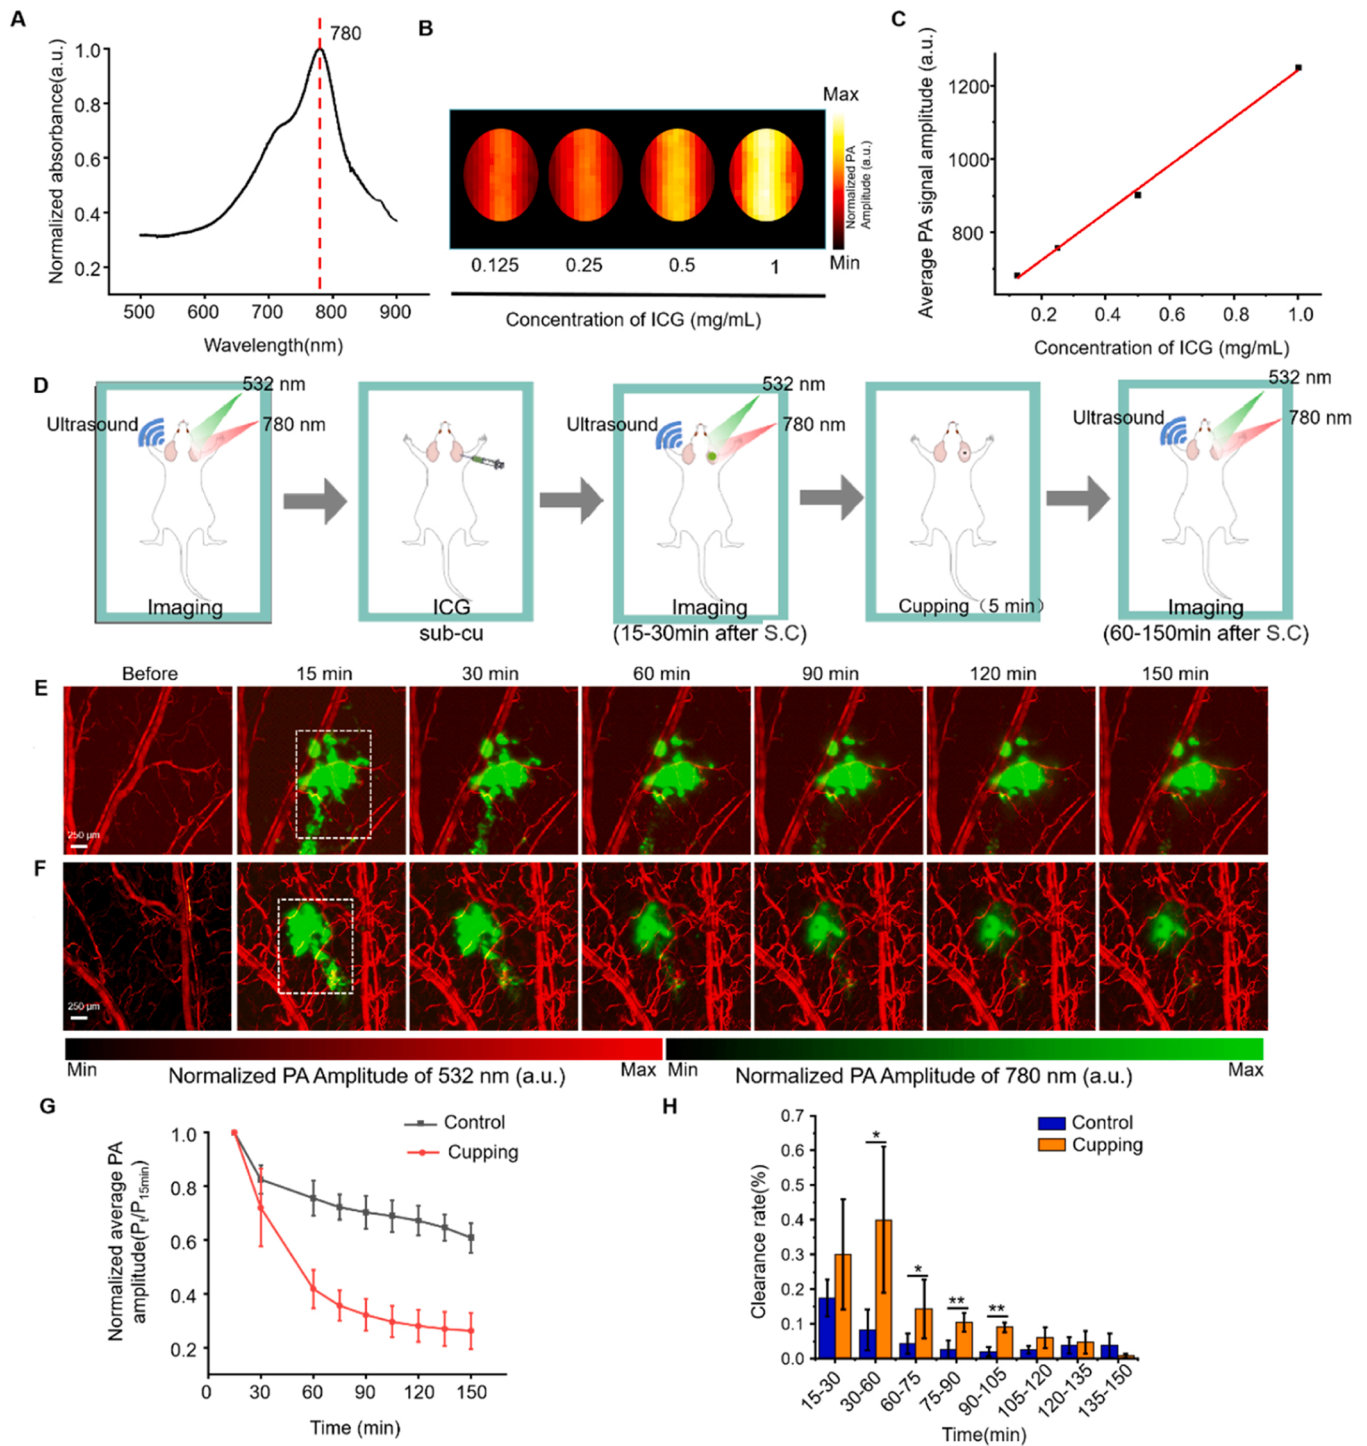 A
780
Normalized absorbance(a.u.)
1.0
0.8
0.6
0.4
0.2
500 600 700 800 900
Wavelength(nm)
B
Max
Normalized PA
Amplitude (a.u.)
Min
0.125 0.25 0.5 1
Concentration of ICG (mg/mL)
C
Average PA signal amplitude (a.u.)
1200
1000
800
0.2 0.4 0.6 0.8 1.0
Concentration of ICG (mg/mL)
D
532 nm
Ultrasound
780 nm
Imaging
ICG
sub-cu
532 nm
Ultrasound
780 nm
Imaging
(15-30min after S.C)
Cupping（5 min）
532 nm
Ultrasound
780 nm
Imaging
(60-150min after S.C)
Before 15 min 30 min 60 min 90 min 120 min 150 min
E
250 μm
F
250 μm
Min Max
Normalized PA Amplitude of 532 nm (a.u.)
Min Max
Normalized PA Amplitude of 780 nm (a.u.)
G
Normalized average PA
amplitude(Pt/P15min)
1.0
0.8
0.6
0.4
0.2
Control
Cupping
0 30 60 90 120 150
Time (min)
H
Clearance rate(%)
0.7
0.6
0.5
0.4
0.3
0.2
0.1
0.0
Control
Cupping
*
*
**
**
15-30 30-60 60-75 75-90 90-105 105-120 120-135 135-150
Time(min)